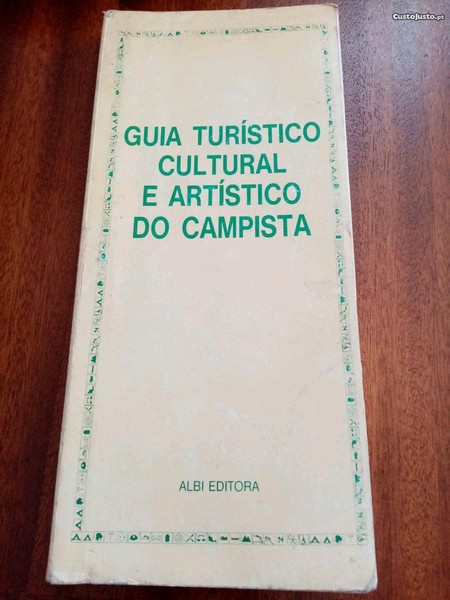 CustoJusto.pt
GUIA TURÍSTICO
CULTURAL
E ARTÍSTICO
DO CAMPISTA
ALBI EDITORA